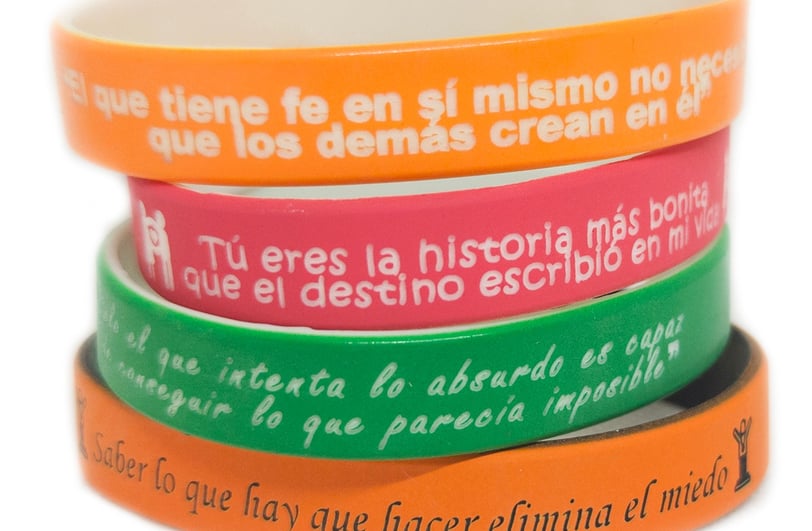 "El que tiene fe en sí mismo no
que los demás crean en él"
Tú eres la historia más bonita
que el destino escribió en mi vida
el que intenta lo absurdo es capaz
conseguir lo que parecía imposible"
Saber lo que hay que hacer elimina el miedo